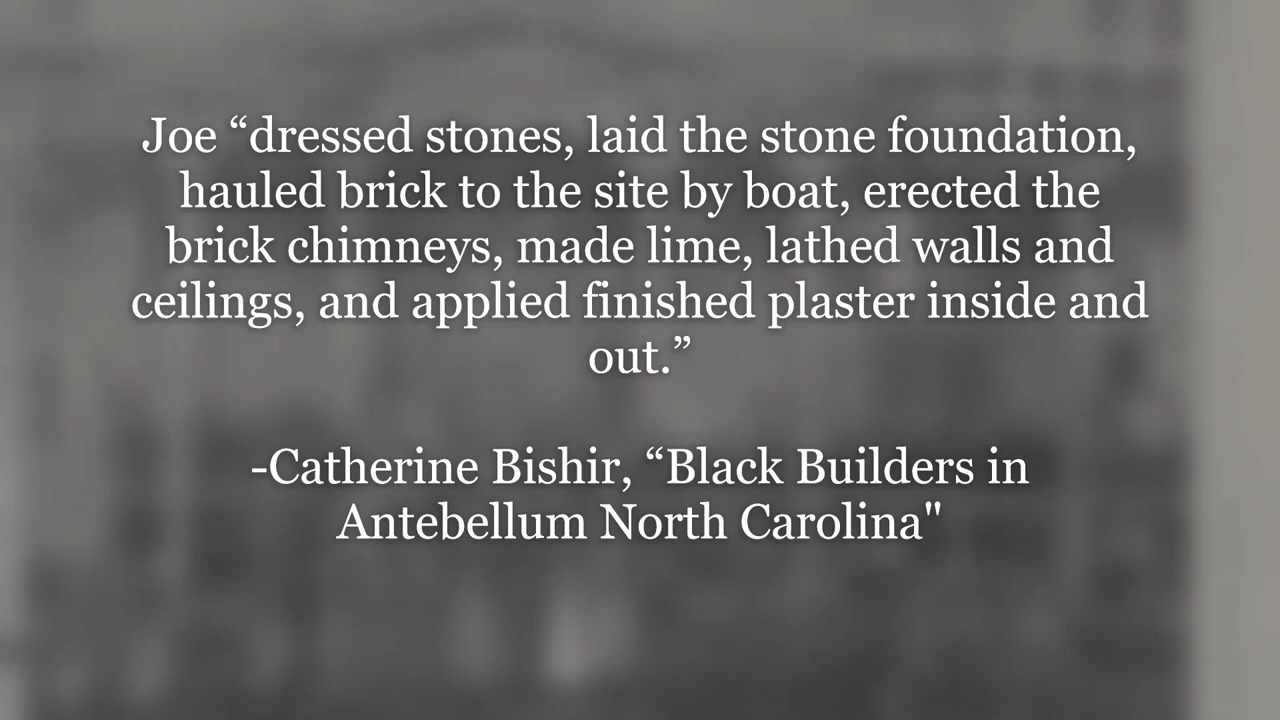 Joe “dressed stones, laid the stone foundation,
hauled brick to the site by boat, erected the
brick chimneys, made lime, lathed walls and
ceilings, and applied finished plaster inside and
out.”
-Catherine Bishir, “Black Builders in
Antebellum North Carolina"